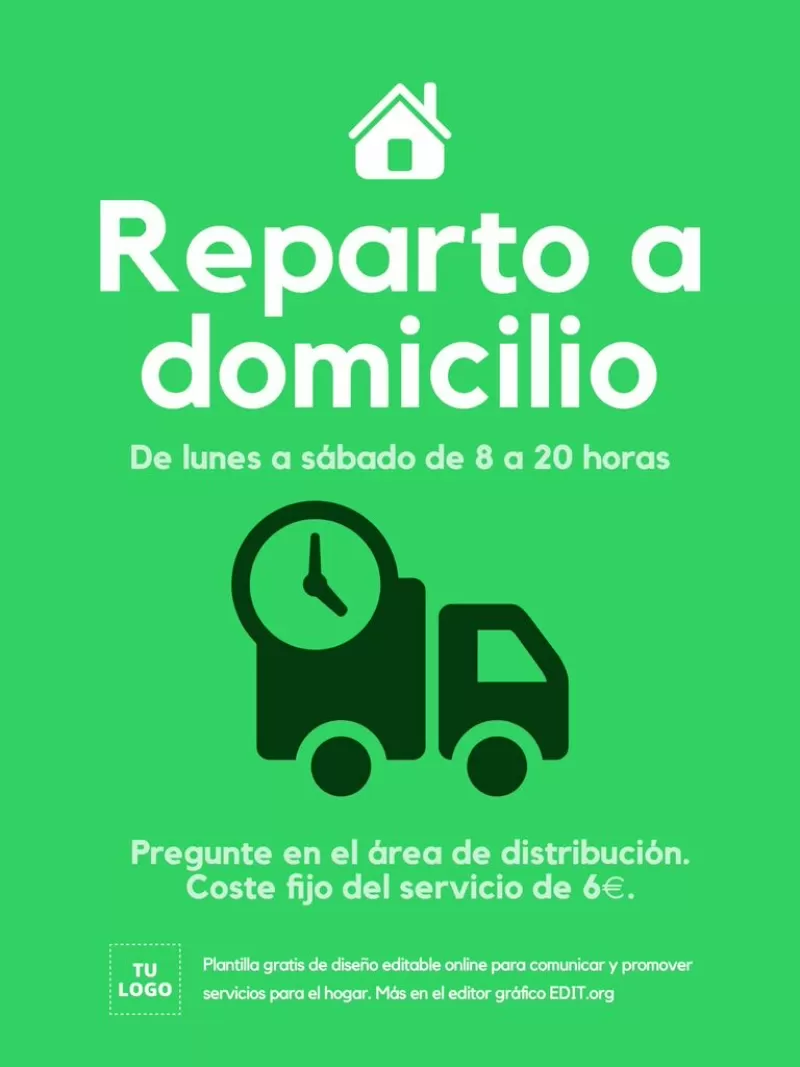 Reparto a
domicilio
De lunes a sábado de 8 a 20 horas
Pregunte en el área de distribución.
Coste fijo del servicio de 6€.
TU
LOGO
Plantilla gratis de diseño editable online para comunicar y promover
servicios para el hogar. Más en el editor gráfico EDIT.org